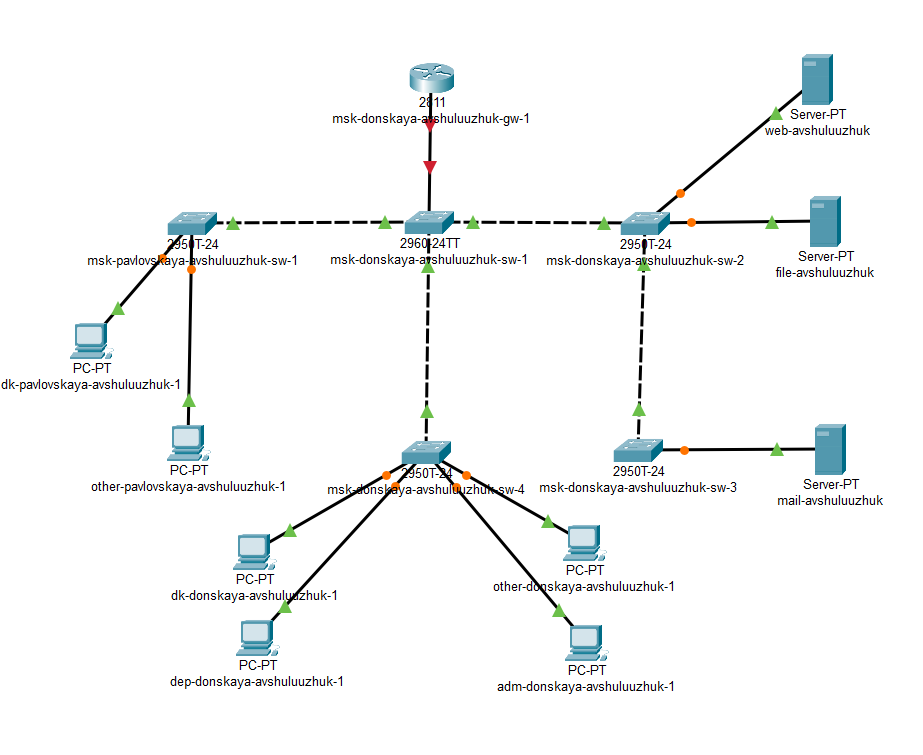 2811
msk-donskaya-avshuluuzhuk-gw-1
Server-PT
web-avshuluuzhuk
2950T-24
msk-pavlovskaya-avshuluuzhuk-sw-1
2960-24TT
msk-donskaya-avshuluuzhuk-sw-1
2950T-24
msk-donskaya-avshuluuzhuk-sw-2
Server-PT
file-avshuluuzhuk
PC-PT
dk-pavlovskaya-avshuluuzhuk-1
PC-PT
other-pavlovskaya-avshuluuzhuk-1
2950T-24
msk-donskaya-avshuluuzhuk-sw-4
2950T-24
msk-donskaya-avshuluuzhuk-sw-3
Server-PT
mail-avshuluuzhuk
PC-PT
dk-donskaya-avshuluuzhuk-1
PC-PT
other-donskaya-avshuluuzhuk-1
PC-PT
dep-donskaya-avshuluuzhuk-1
PC-PT
adm-donskaya-avshuluuzhuk-1